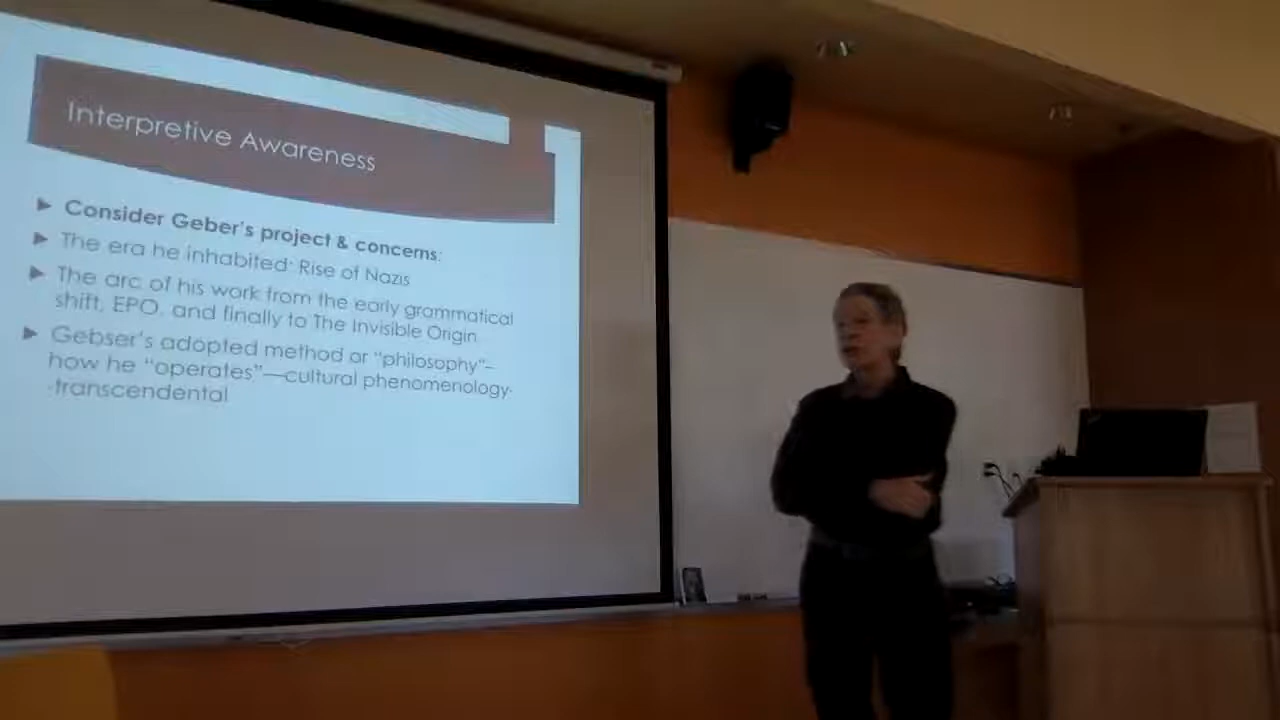 Interpretive Awareness
Consider Geber's project & concerns:
The era he inhabited: Rise of Nazis
The arc of his work from the early grammatical
shift, EPO, and finally to The Invisible Origin
Gebser's adopted method or "philosophy"–
how he "operates"—cultural phenomenology-
-transcendental